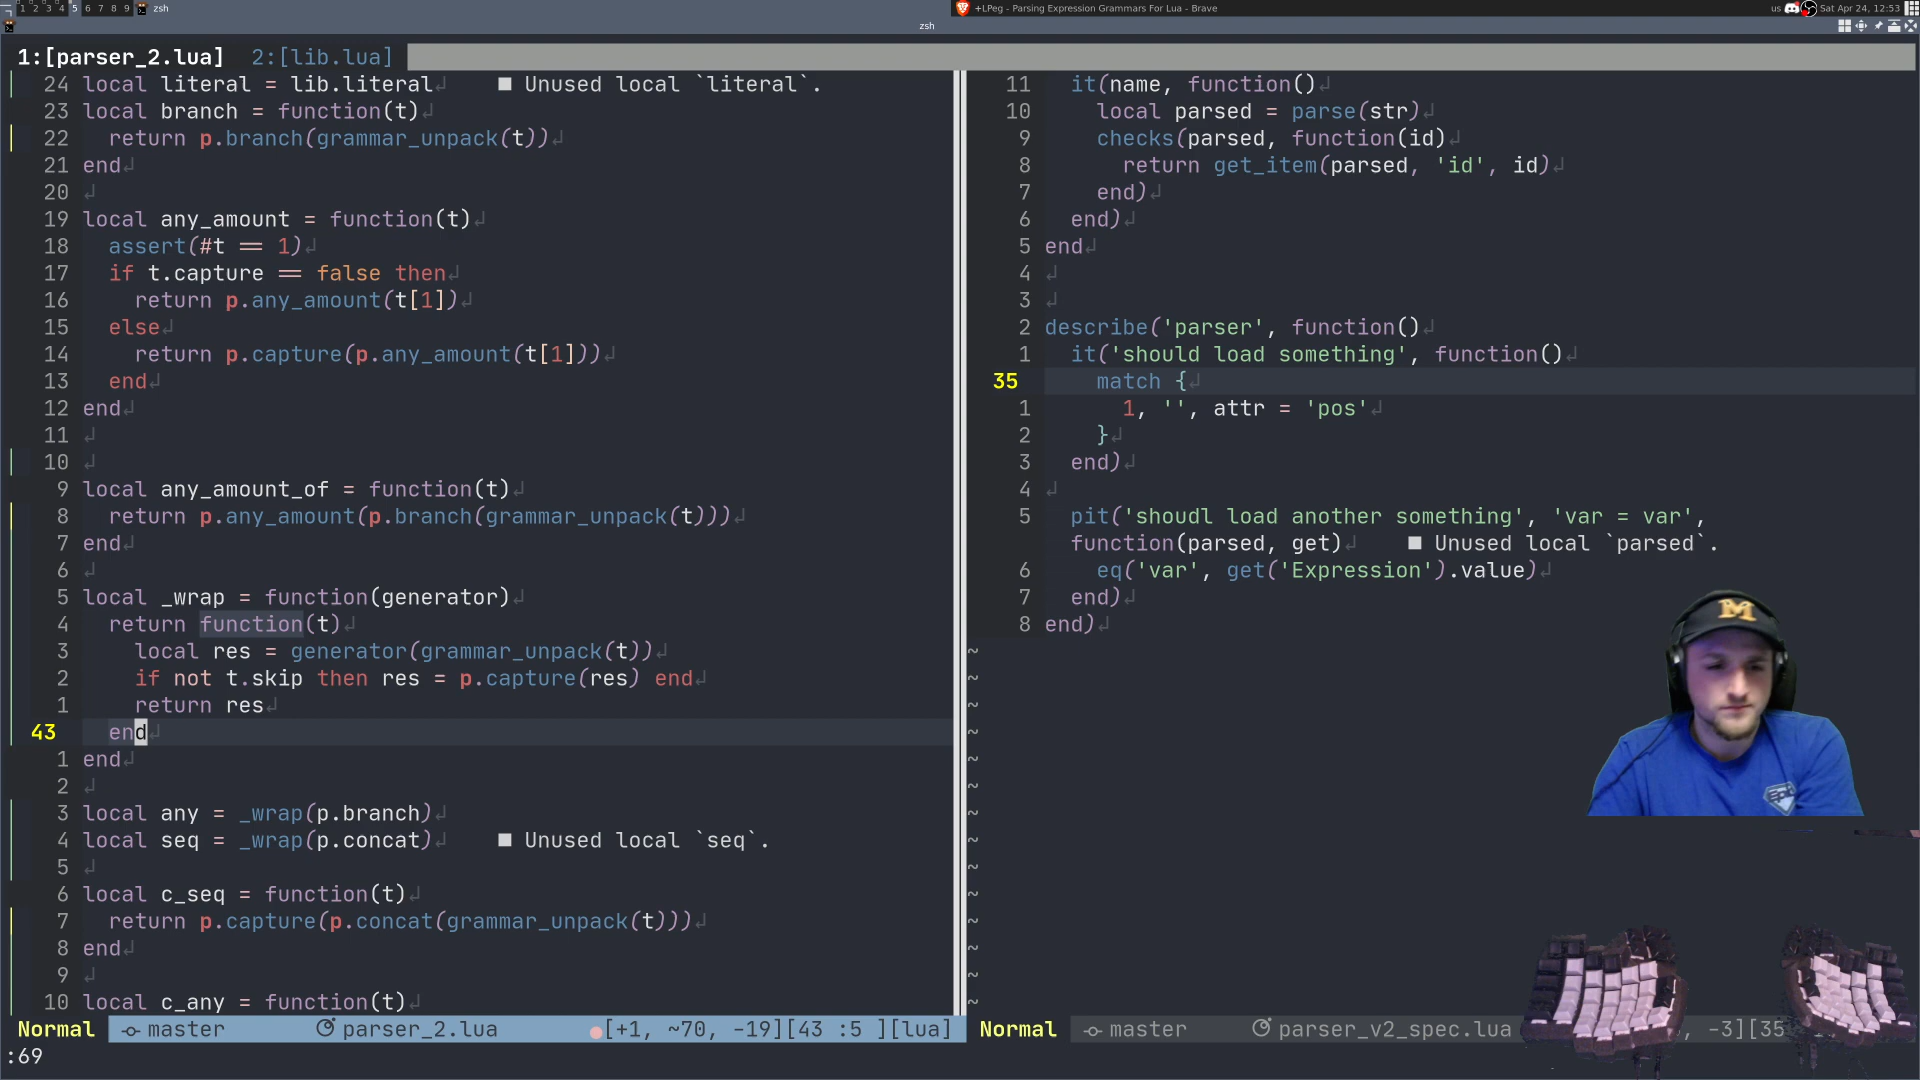 1 2 3 4 5 6 7 8 9 zsh
+LPeg - Parsing Expression Grammars For Lua - Brave
us Sat Apr 24, 12:53
zsh
1:[parser_2.lua] 2:[lib.lua]
24 local literal = lib.literal↲ ■ Unused local `literal`.
23 local branch = function(t)↲
22 return p.branch(grammar_unpack(t))↲
21 end↲
20 ↲
19 local any_amount = function(t)↲
18 assert(#t == 1)↲
17 if t.capture == false then↲
16 return p.any_amount(t[1])↲
15 else↲
14 return p.capture(p.any_amount(t[1]))↲
13 end↲
12 end↲
11 ↲
10 ↲
9 local any_amount_of = function(t)↲
8 return p.any_amount(p.branch(grammar_unpack(t)))↲
7 end↲
6 ↲
5 local _wrap = function(generator)↲
4 return function(t)↲
3 local res = generator(grammar_unpack(t))↲
2 if not t.skip then res = p.capture(res) end↲
1 return res↲
43 end↲
1 end↲
2 ↲
3 local any = _wrap(p.branch)↲
4 local seq = _wrap(p.concat)↲ ■ Unused local `seq`.
5 ↲
6 local c_seq = function(t)↲
7 return p.capture(p.concat(grammar_unpack(t)))↲
8 end↲
9 ↲
10 local c_any = function(t)↲
Normal master parser_2.lua [+1, ~70, -19][43 :5 ][lua]
:69
11 it(name, function()↲
10 local parsed = parse(str)↲
9 checks(parsed, function(id)↲
8 return get_item(parsed, 'id', id)↲
7 end)↲
6 end)↲
5 end↲
4 ↲
3 ↲
2 describe('parser', function()↲
1 it('should load something', function()↲
35 match {↲
1 1, '', attr = 'pos'↲
2 }↲
3 end)↲
4 ↲
5 pit('shoudl load another something', 'var = var',
function(parsed, get)↲ ■ Unused local `parsed`.
6 eq('var', get('Expression').value)↲
7 end)↲
8 end)↲
~
~
~
~
~
~
~
~
~
~
~
~
~
~
Normal master parser_v2_spec.lua , -3][35
M